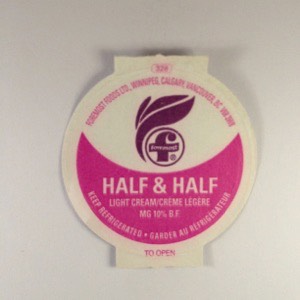 FOREMOST FOODS LTD., WINNIPEG, CALGARY, VANCOUVER, BC
foremost
®
HALF & HALF
LIGHT CREAM/CRÈME LÉGÈRE
MG 10% B.F.
KEEP REFRIGERATED • GARDER AU RÉFRIGÉRATEUR
TO OPEN